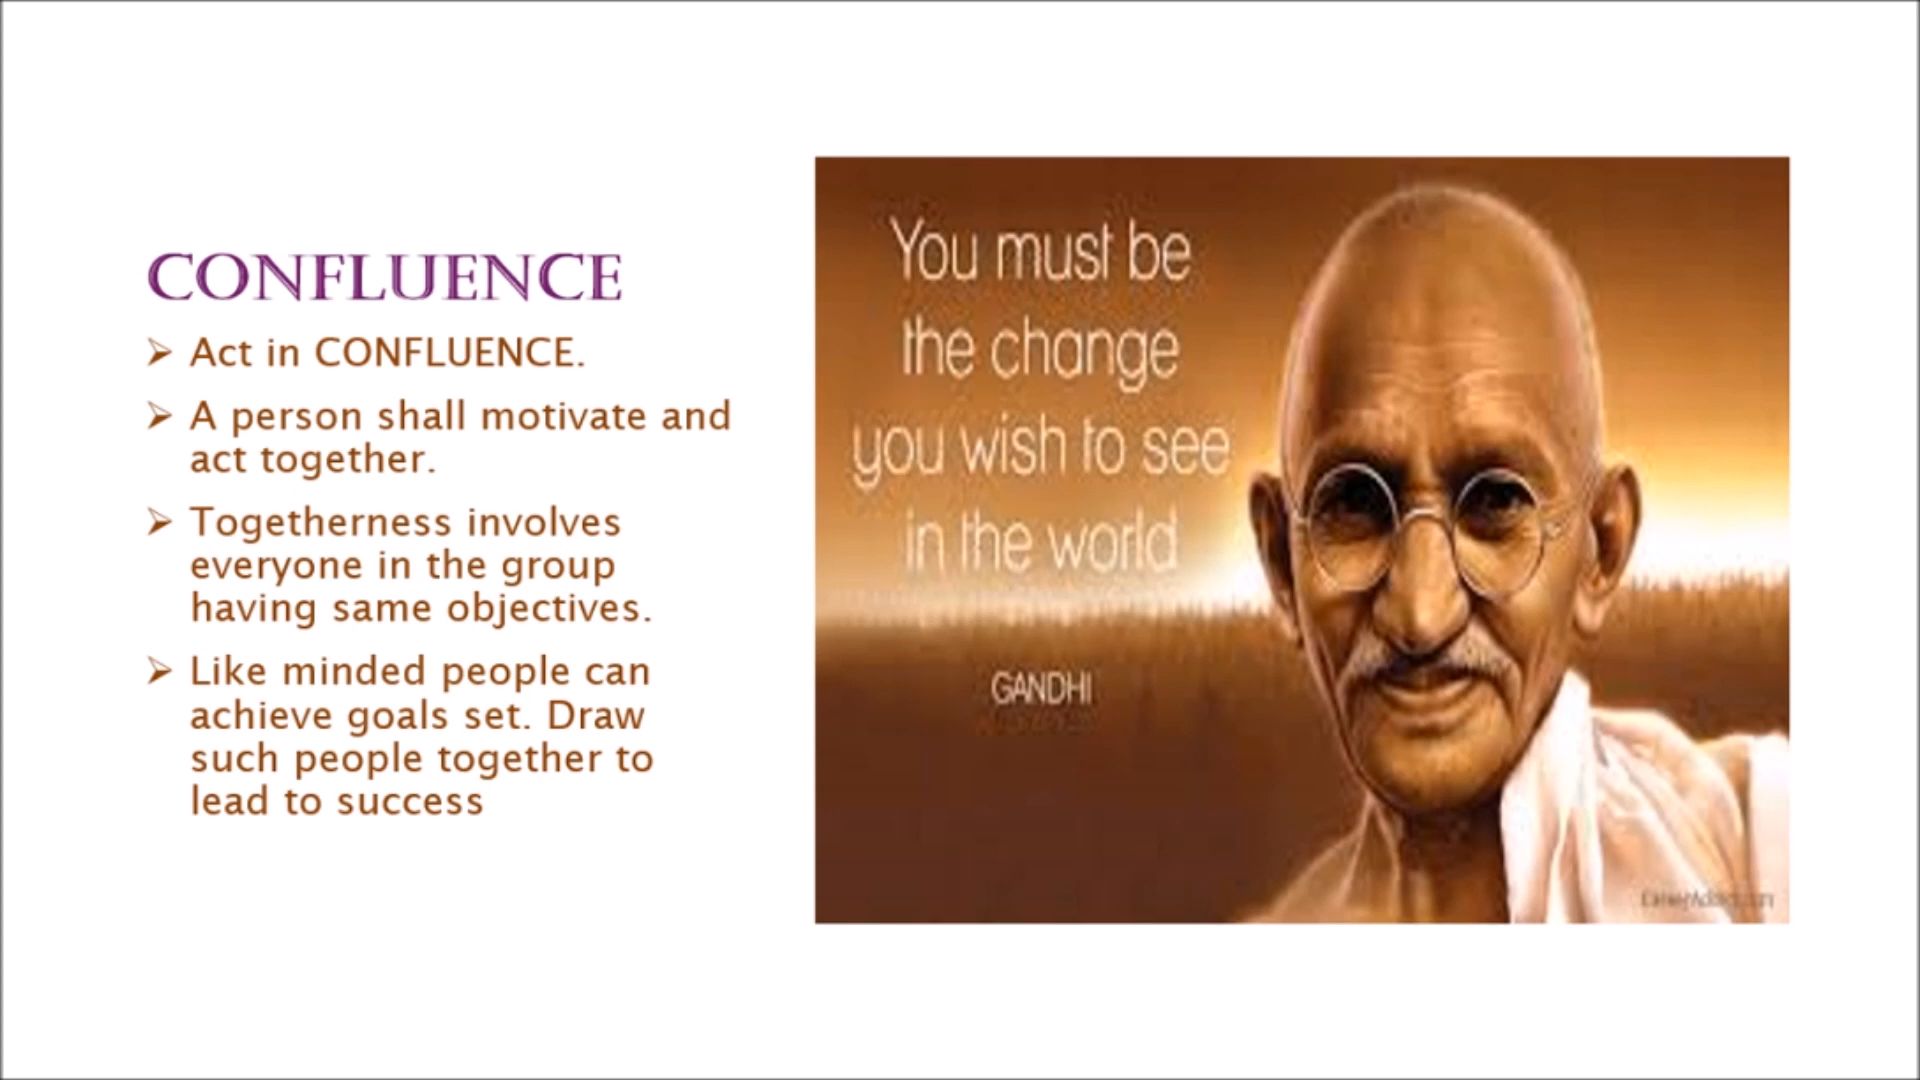 CONFLUENCE
➢ Act in CONFLUENCE.
➢ A person shall motivate and
act together.
➢ Togetherness involves
everyone in the group
having same objectives.
➢ Like minded people can
achieve goals set. Draw
such people together to
lead to success
You must be
the change
you wish to see
in the world
GANDHI